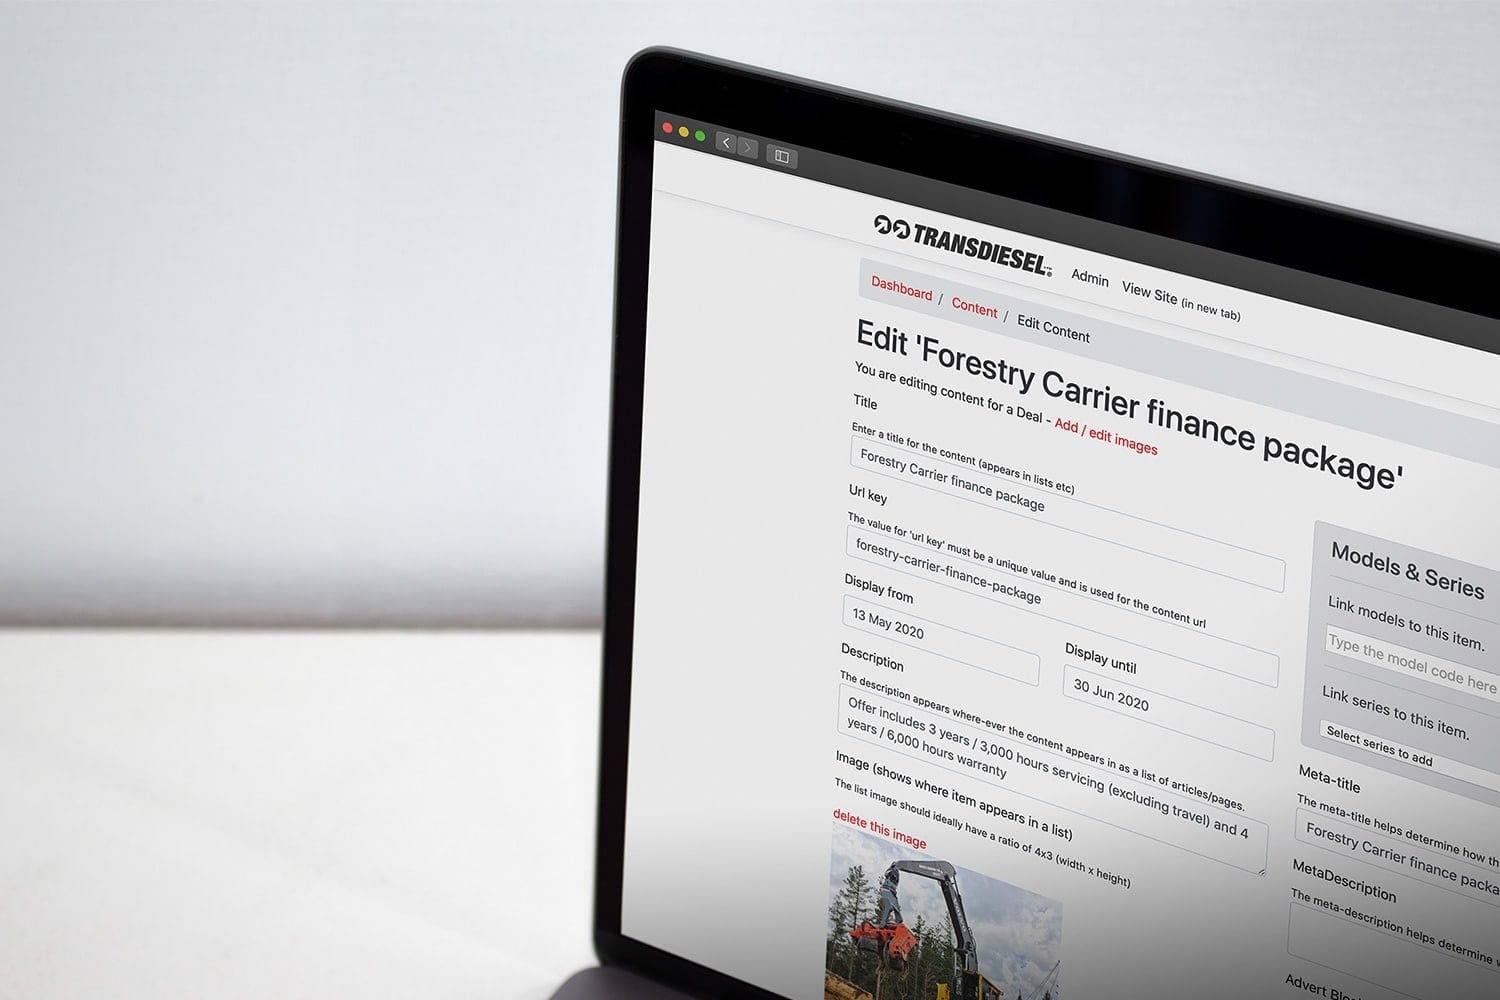 TRANSDIESEL
Admin
View Site (in new tab)
Dashboard / Content / Edit Content
Edit 'Forestry Carrier finance package'
You are editing content for a Deal - Add / edit images
Title
Enter a title for the content (appears in lists etc)
Forestry Carrier finance package
Url key
The value for 'url key' must be a unique value and is used for the content url
forestry-carrier-finance-package
Display from
13 May 2020
Display until
30 Jun 2020
Description
The description appears where-ever the content appears in as a list of articles/pages.
Offer includes 3 years / 3,000 hours servicing (excluding travel) and 4
years / 6,000 hours warranty
Image (shows where item appears in a list)
The list image should ideally have a ratio of 4x3 (width x height)
delete this image
Models & Series
Link models to this item.
Type the model code here
Link series to this item.
Select series to add
Meta-title
The meta-title helps determine how
Forestry Carrier finance
MetaDescription
The meta-description helps determine
Advert